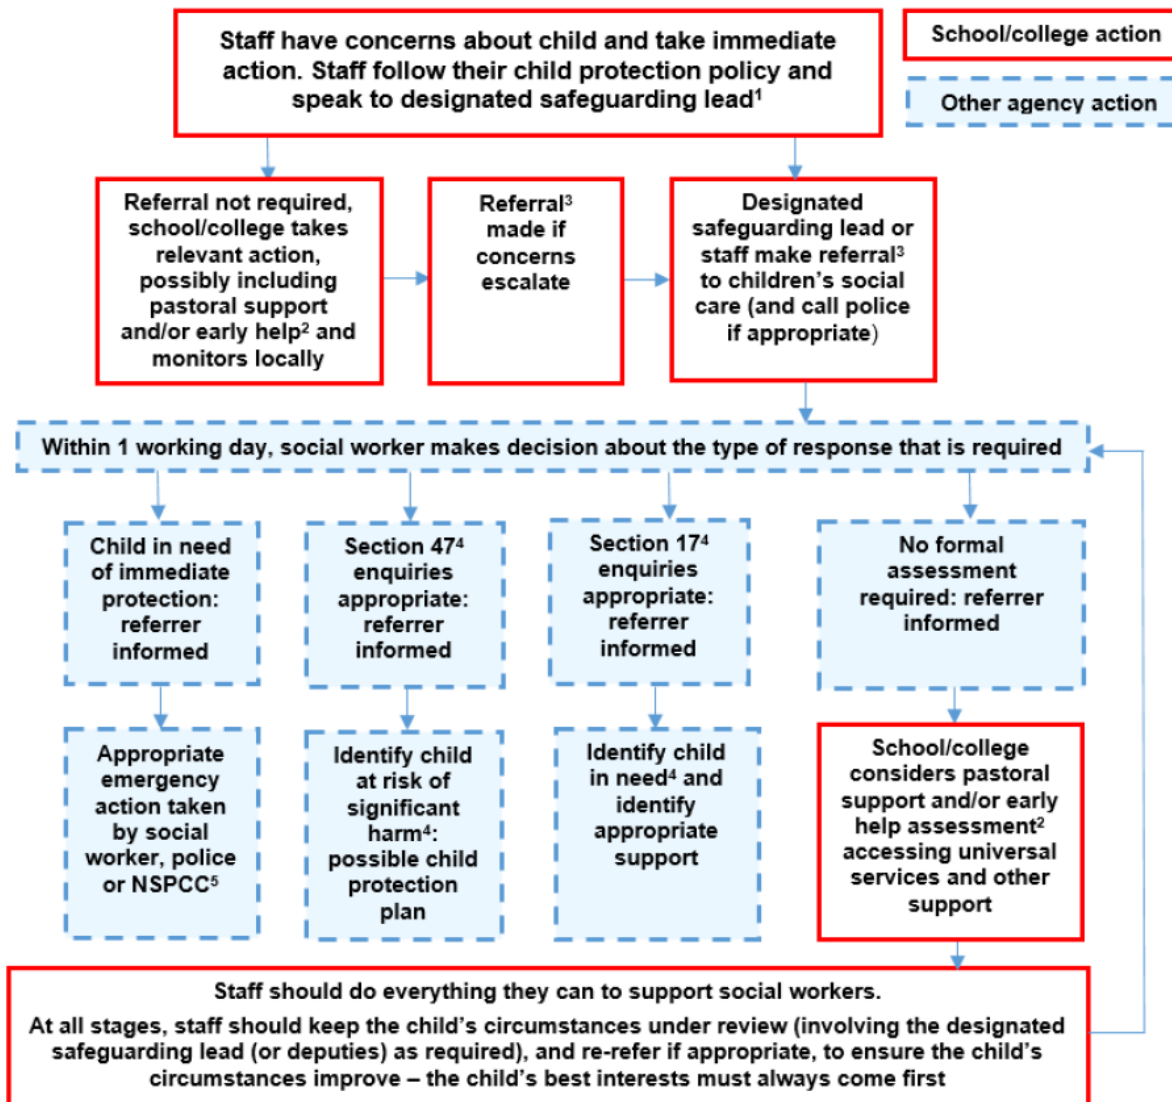 Staff have concerns about child and take immediate
action. Staff follow their child protection policy and
speak to designated safeguarding lead¹
School/college action
Other agency action
Referral not required,
school/college takes
relevant action,
possibly including
pastoral support
and/or early help² and
monitors locally
Referral³
made if
concerns
escalate
Designated
safeguarding lead or
staff make referral³
to children’s social
care (and call police
if appropriate)
Within 1 working day, social worker makes decision about the type of response that is required
Child in need
of immediate
protection:
referrer
informed
Section 47⁴
enquiries
appropriate:
referrer
informed
Section 17⁴
enquiries
appropriate:
referrer
informed
No formal
assessment
required: referrer
informed
Appropriate
emergency
action taken
by social
worker, police
or NSPCC⁵
Identify child
at risk of
significant
harm⁴:
possible child
protection
plan
Identify child
in need⁴ and
identify
appropriate
support
School/college
considers pastoral
support and/or early
help assessment²
accessing universal
services and other
support
Staff should do everything they can to support social workers.
At all stages, staff should keep the child’s circumstances under review (involving the designated
safeguarding lead (or deputies) as required), and re-refer if appropriate, to ensure the child’s
circumstances improve – the child’s best interests must always come first